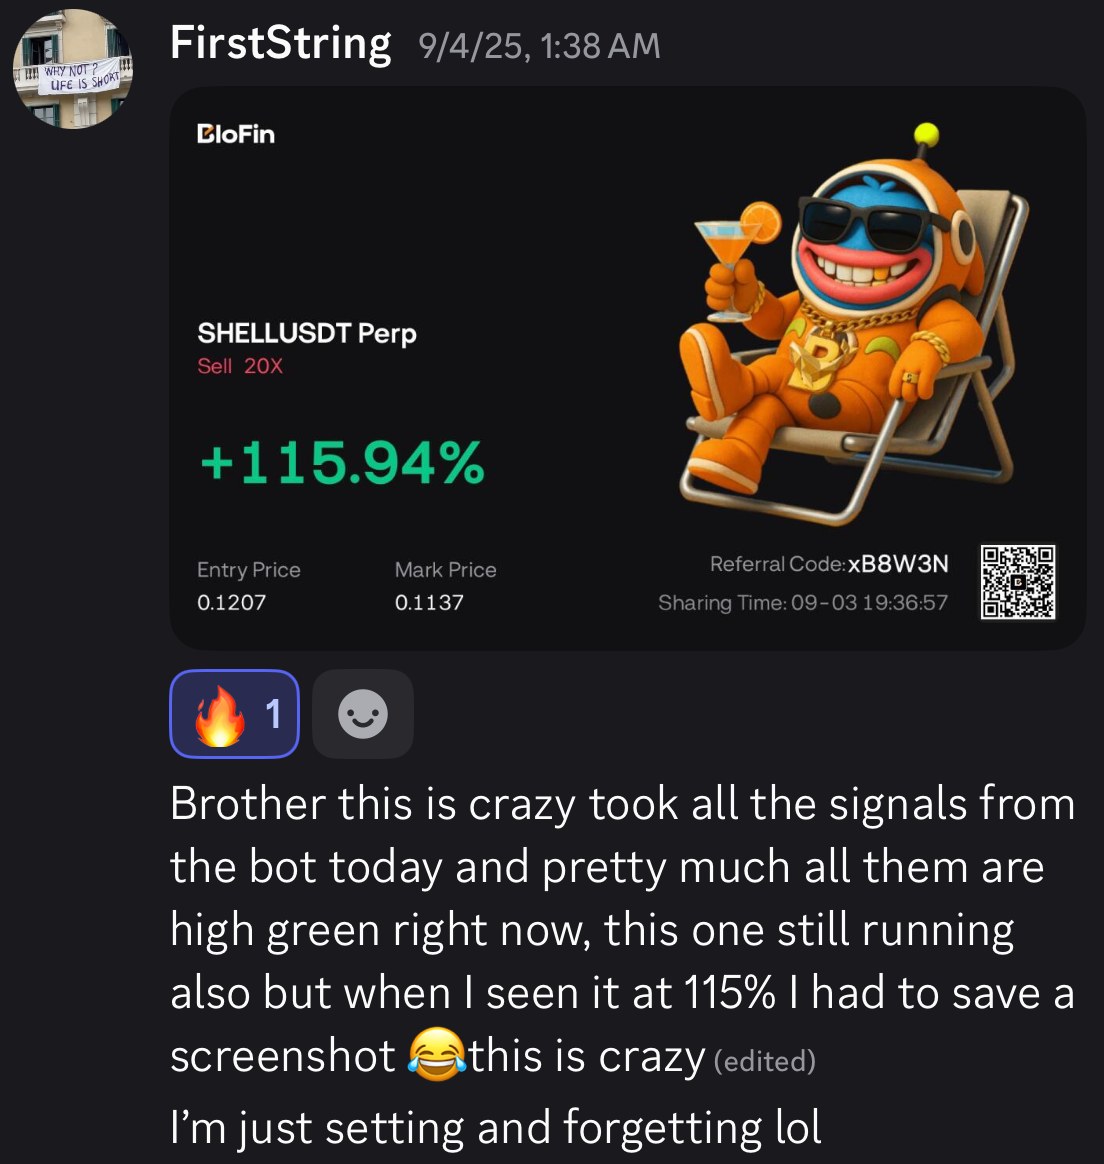 WHY NOT ?
LIFE IS SHORT
FirstString 9/4/25, 1:38 AM
BloFin
SHELLUSDT Perp
Sell 20X
+115.94%
Entry Price Mark Price
0.1207 0.1137
Referral Code:xB8W3N
Sharing Time: 09-03 19:36:57
🔥 1
Brother this is crazy took all the signals from
the bot today and pretty much all them are
high green right now, this one still running
also but when I seen it at 115% I had to save a
screenshot 😂this is crazy (edited)
I'm just setting and forgetting lol